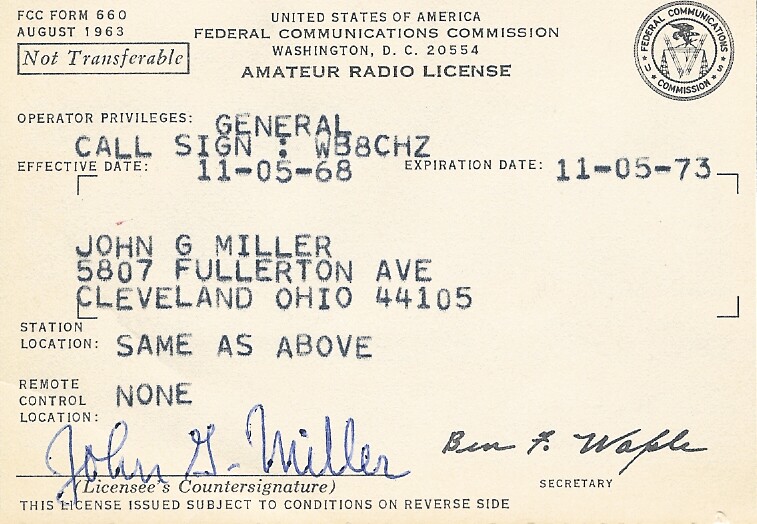 FCC FORM 660
AUGUST 1963
Not Transferable
UNITED STATES OF AMERICA
FEDERAL COMMUNICATIONS COMMISSION
WASHINGTON, D. C. 20554
AMATEUR RADIO LICENSE
FEDERAL COMMUNICATIONS COMMISSION
U S
OPERATOR PRIVILEGES: GENERAL
CALL SIGN : WB8CHZ
EFFECTIVE DATE: 11-05-68 EXPIRATION DATE: 11-05-73
JOHN G MILLER
5807 FULLERTON AVE
CLEVELAND OHIO 44105
STATION
LOCATION: SAME AS ABOVE
REMOTE
CONTROL NONE
LOCATION:
John G. Miller
Ben F. Waple
(Licensee's Countersignature)
SECRETARY
THIS LICENSE ISSUED SUBJECT TO CONDITIONS ON REVERSE SIDE